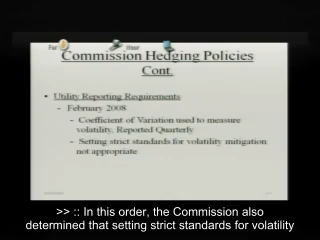 Commission Hedging Policies
Cont.
• Utility Reporting Requirements
– February 2008
– Coefficient of Variation used to measure
volatility, Reported Quarterly
– Setting strict standards for volatility mitigation
not appropriate
>> :: In this order, the Commission also
determined that setting strict standards for volatility